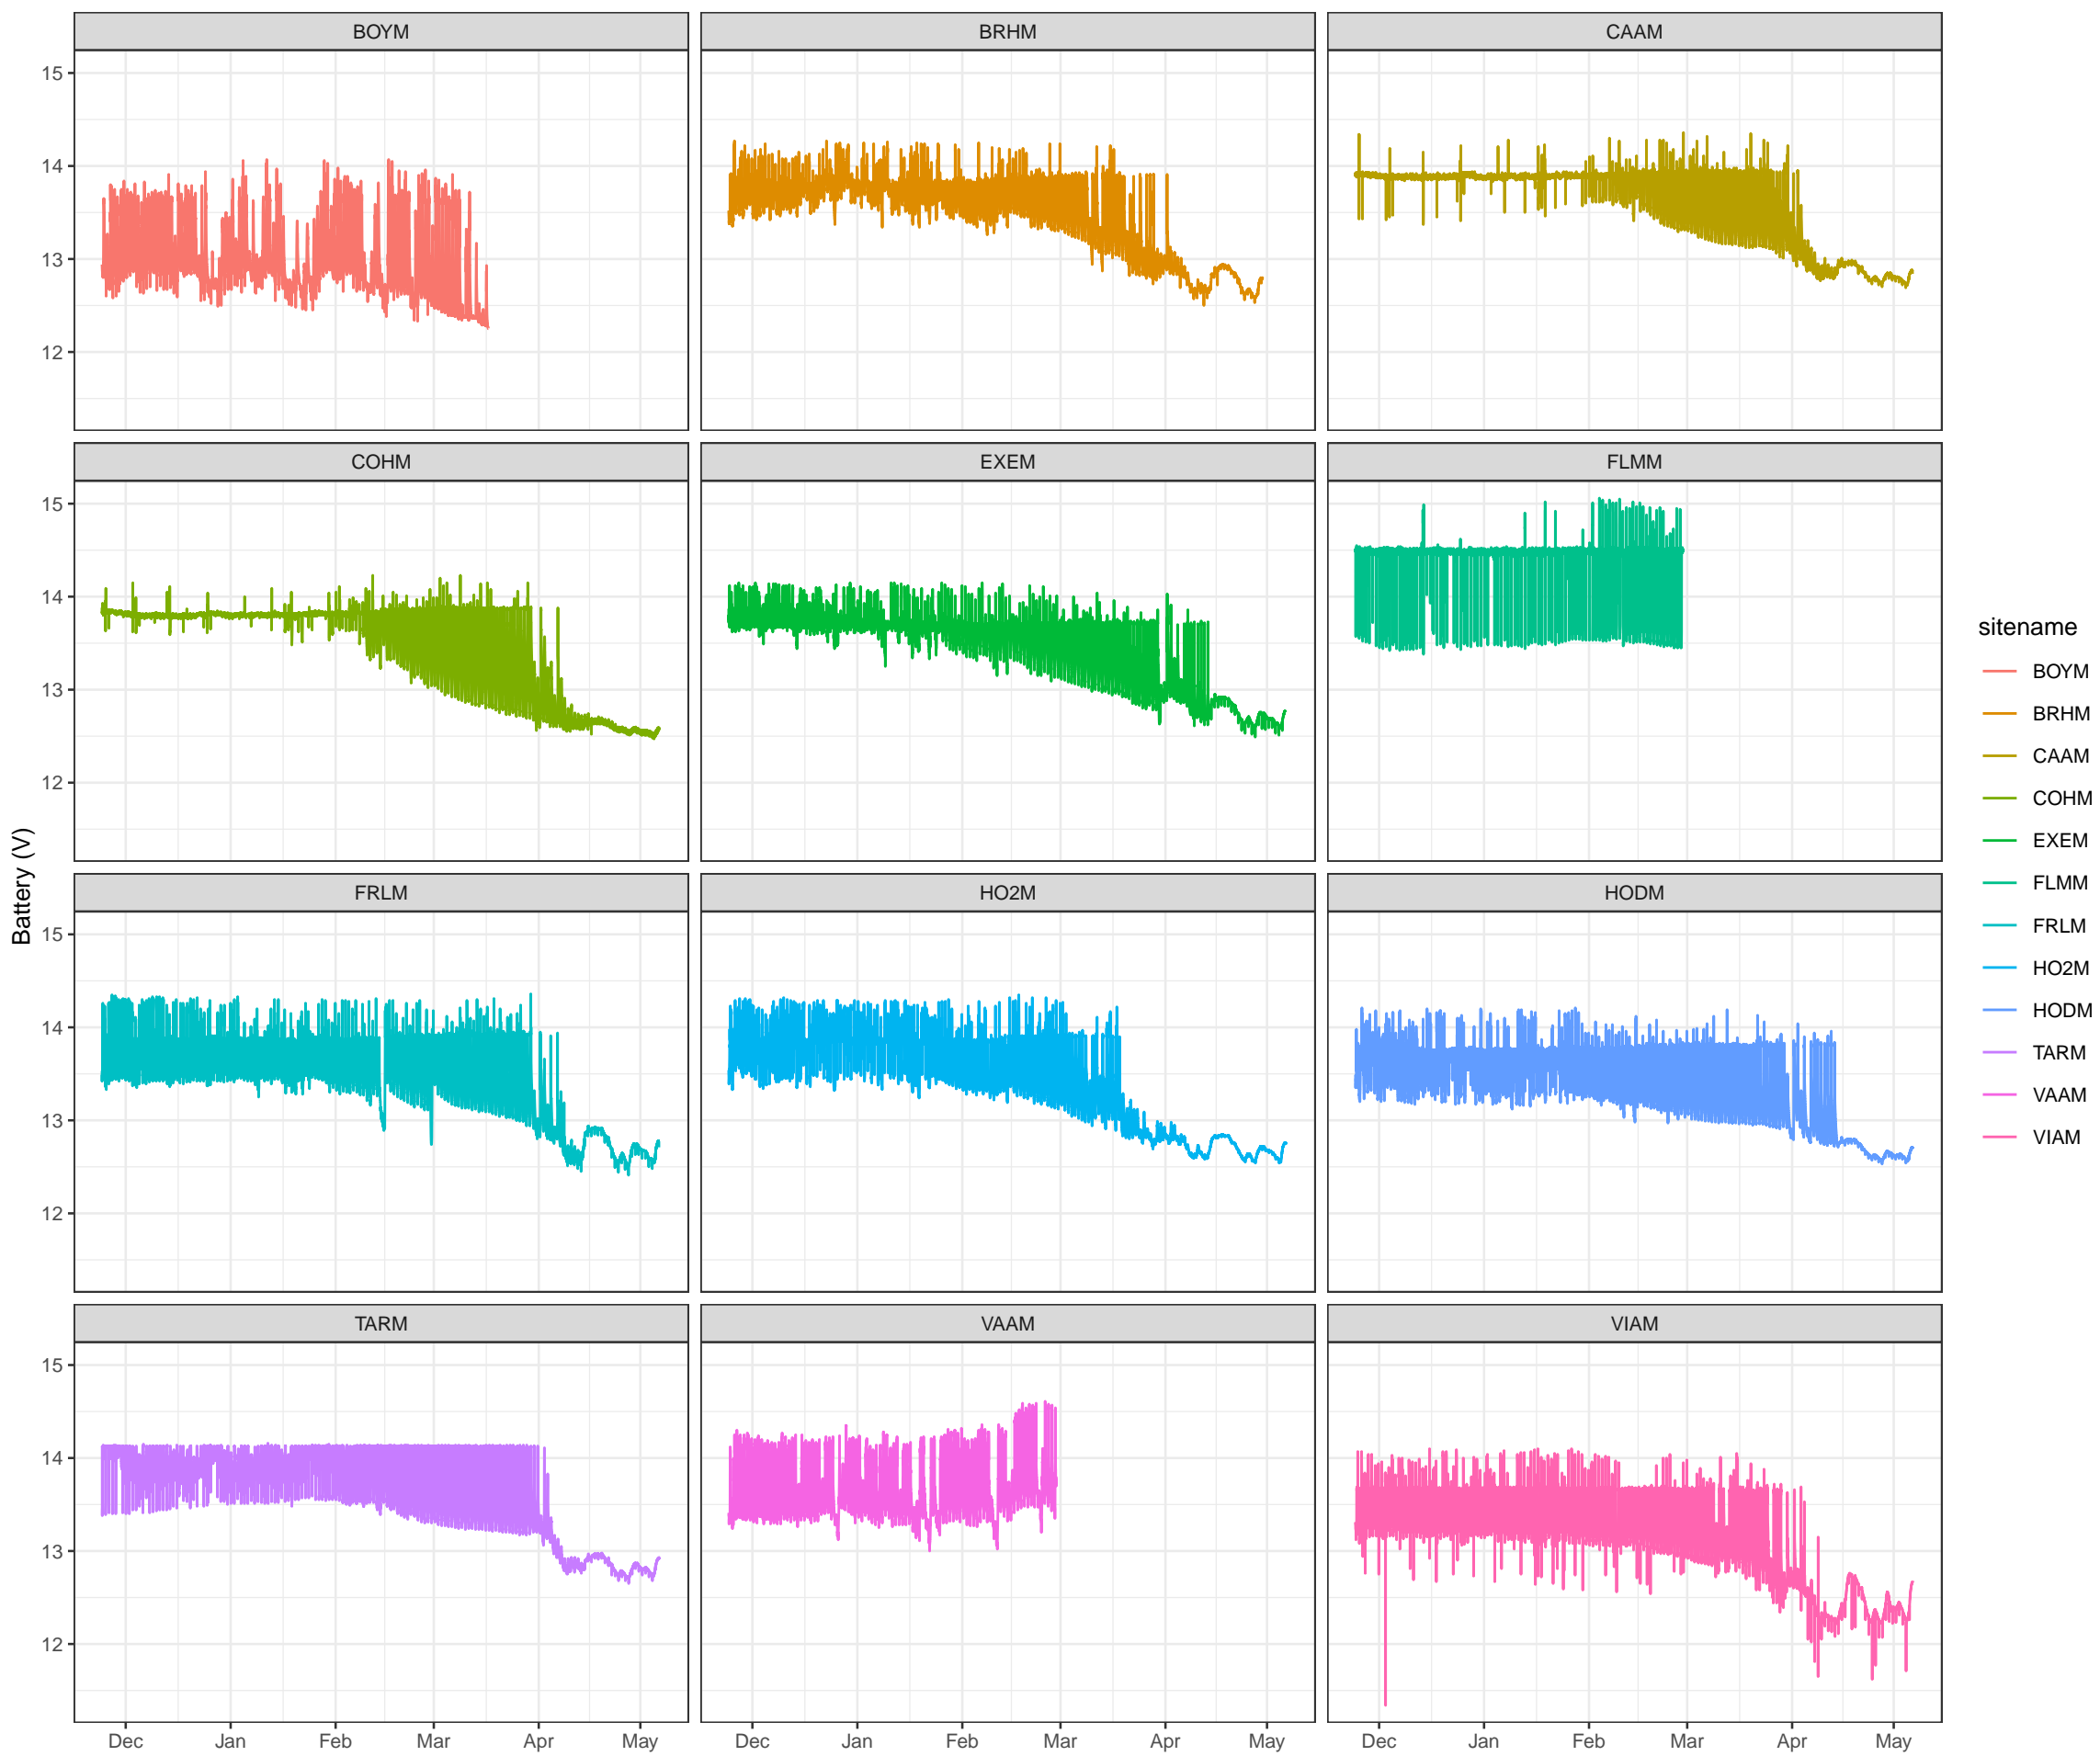 BOYM BRHM CAAM
15
14
13
12
COHM EXEM FLMM
15
14
13
12
FRLM HO2M HODM
15
14
13
12
TARM VAAM VIAM
15
14
13
12
Dec Jan Feb Mar Apr May Dec Jan Feb Mar Apr May Dec Jan Feb Mar Apr May
Battery (V)
sitename
BOYM
BRHM
CAAM
COHM
EXEM
FLMM
FRLM
HO2M
HODM
TARM
VAAM
VIAM